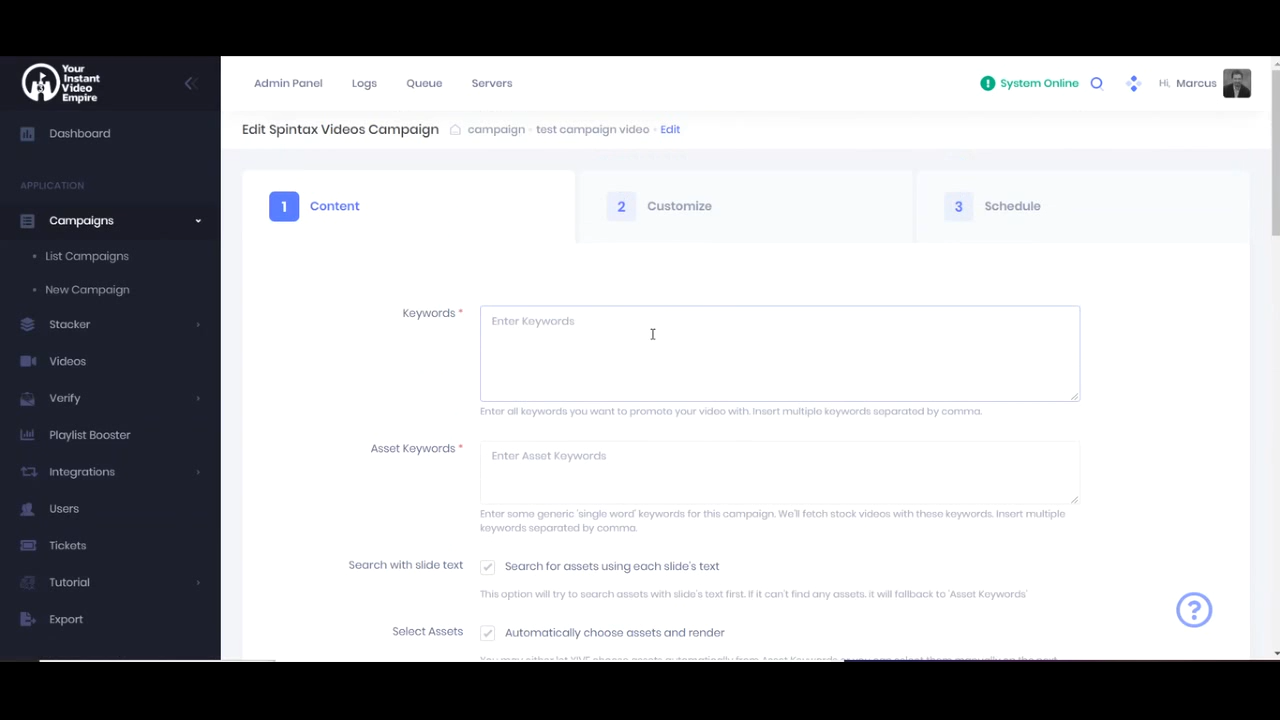 Your
Instant
Video
Empire
Admin Panel Logs Queue Servers
System Online
Hi, Marcus
Dashboard
Edit Spintax Videos Campaign
campaign test campaign video Edit
APPLICATION
Campaigns
List Campaigns
New Campaign
Stacker
Videos
Verify
Playlist Booster
Integrations
Users
Tickets
Tutorial
Export
1 Content
2 Customize
3 Schedule
Keywords *
Enter Keywords
Enter all keywords you want to promote your video with. Insert multiple keywords separated by comma.
Asset Keywords *
Enter Asset Keywords
Enter some generic 'single word' keywords for this campaign. We'll fetch stock videos with these keywords. Insert multiple
keywords separated by comma.
Search with slide text
Search for assets using each slide's text
This option will try to search assets with slide's text first. If it can't find any assets, it will fallback to 'Asset Keywords'
Select Assets
Automatically choose assets and render
?